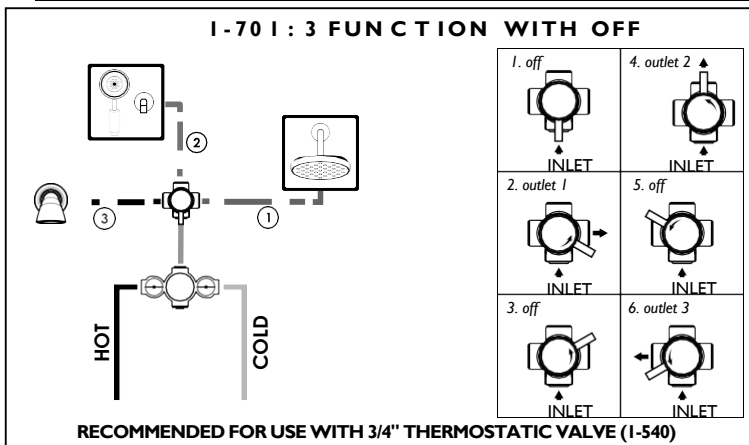 1-701: 3 FUNCTION WITH OFF
2
1
3
HOT
COLD
1. off
INLET
4. outlet 2
INLET
2. outlet 1
INLET
5. off
INLET
3. off
INLET
6. outlet 3
INLET
RECOMMENDED FOR USE WITH 3/4" THERMOSTATIC VALVE (1-540)